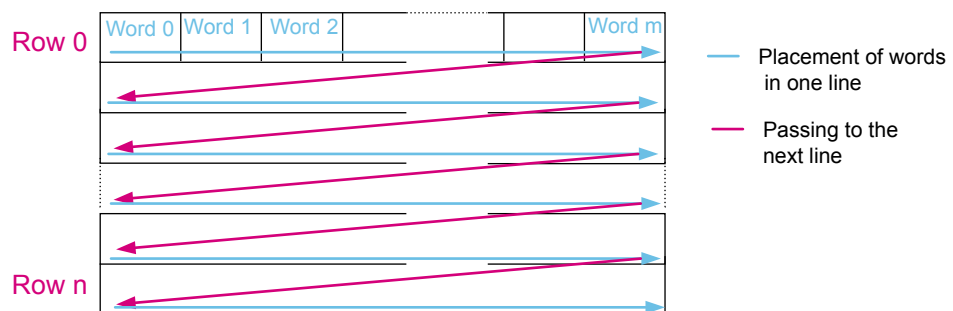 Row 0
Word 0 Word 1 Word 2 Word m
Placement of words
in one line
Passing to the
next line
Row n